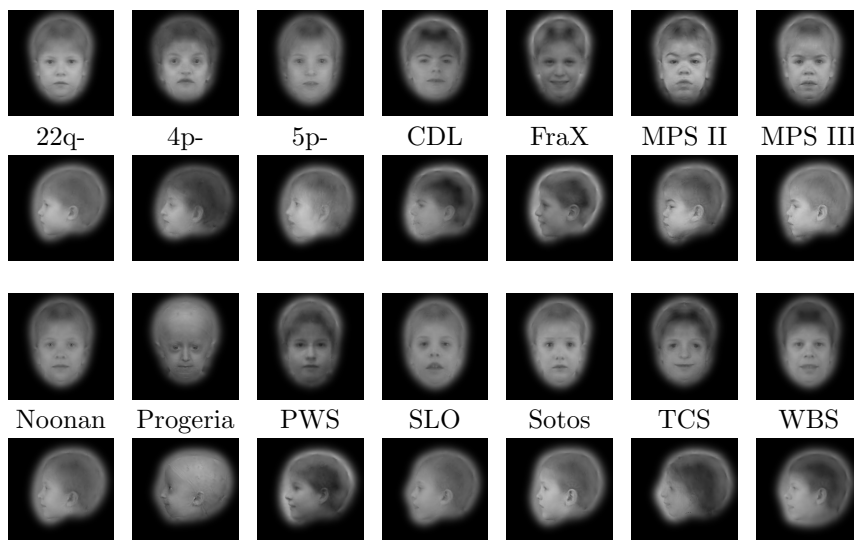 22q- 4p- 5p- CDL FraX MPS II MPS III
Noonan Progeria PWS SLO Sotos TCS WBS